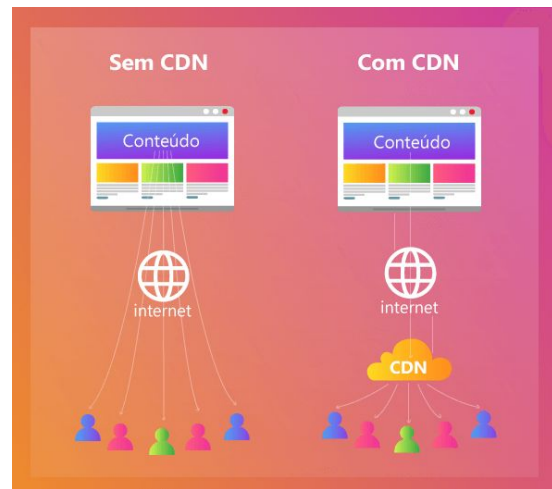 Sem CDN
Conteúdo
internet
Com CDN
Conteúdo
internet
CDN